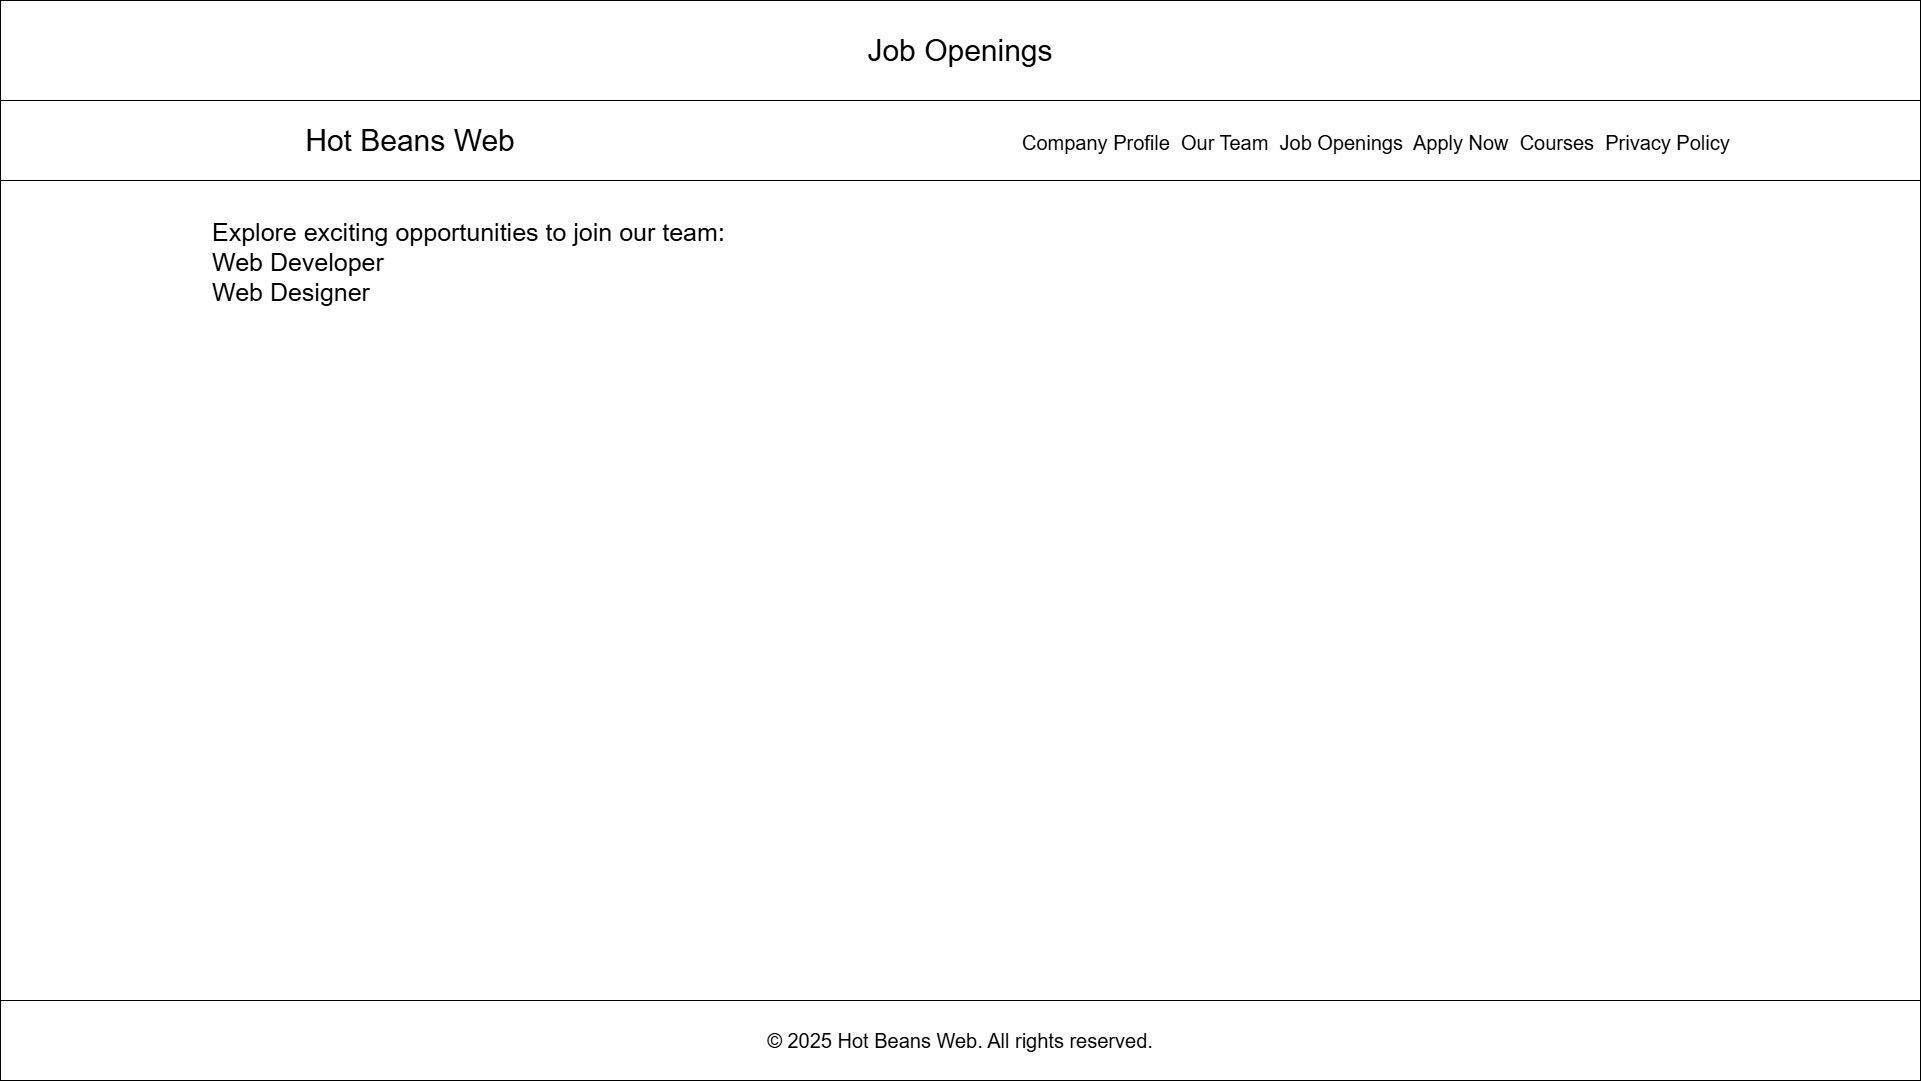 Job Openings
Hot Beans Web
Company Profile Our Team Job Openings Apply Now Courses Privacy Policy
Explore exciting opportunities to join our team:
Web Developer
Web Designer
© 2025 Hot Beans Web. All rights reserved.